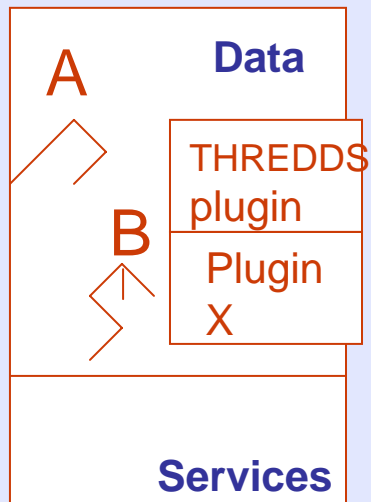 A
Data
THREDDS
plugin
B
Plugin
X
Services